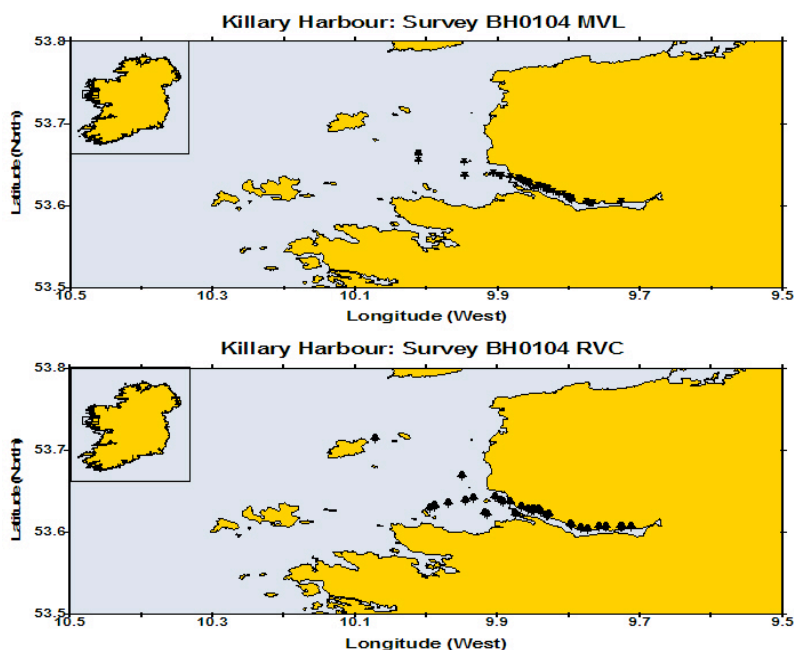 Killary Harbour: Survey BH0104 MVL
53.8
53.7
53.6
53.5
Latitude (North)
10.5 10.3 10.1 9.9 9.7 9.5
Longitude (West)
Killary Harbour: Survey BH0104 RVC
53.8
53.7
53.6
53.5
Latitude (North)
10.5 10.3 10.1 9.9 9.7 9.5
Longitude (West)